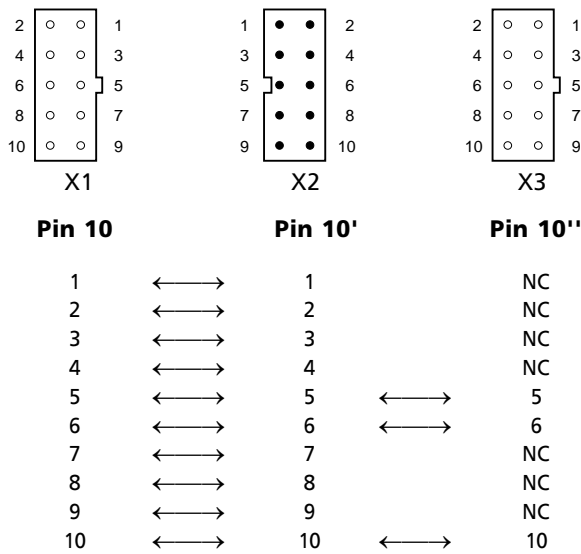 2 1 1 2 2 1
4 3 3 4 4 3
6 5 5 6 6 5
8 7 7 8 8 7
10 9 9 10 10 9
X1 X2 X3
Pin 10 Pin 10' Pin 10''
1 ←⎯→ 1 NC
2 ←⎯→ 2 NC
3 ←⎯→ 3 NC
4 ←⎯→ 4 NC
5 ←⎯→ 5 ←⎯→ 5
6 ←⎯→ 6 ←⎯→ 6
7 ←⎯→ 7 NC
8 ←⎯→ 8 NC
9 ←⎯→ 9 NC
10 ←⎯→ 10 ←⎯→ 10